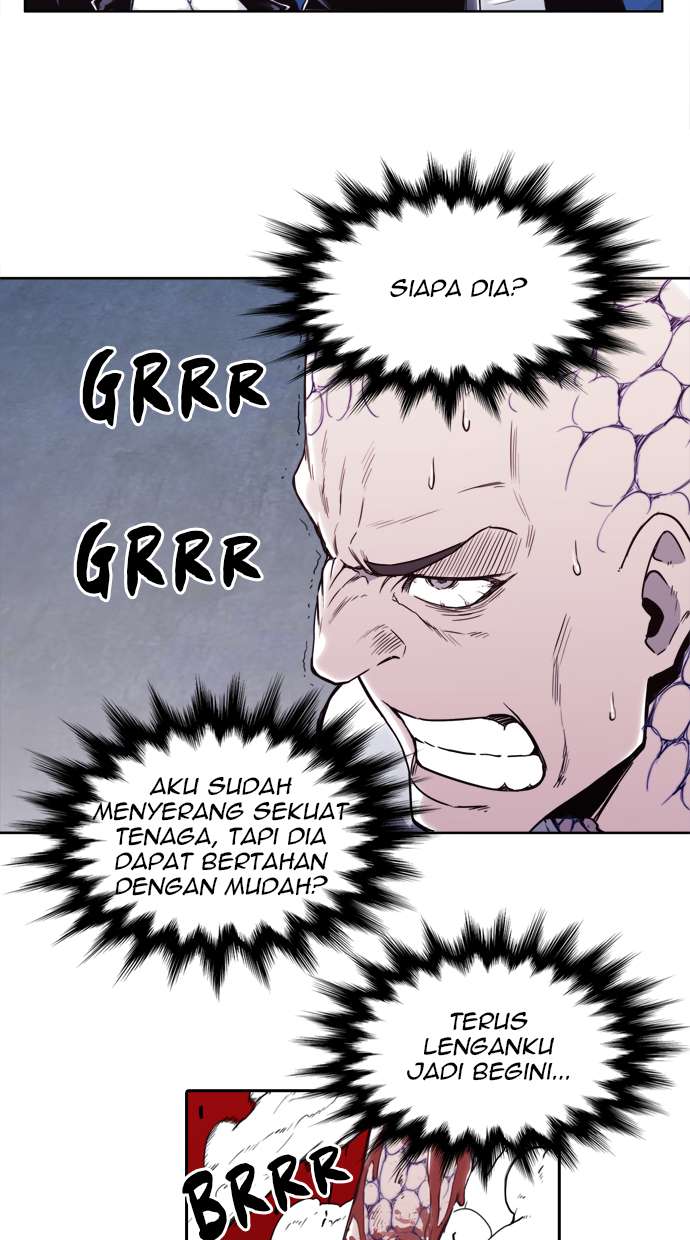 SIAPA DIA?
GRRR
GRRR
AKU SUDAH
MENYERANG SEKUAT
TENAGA, TAPI DIA
DAPAT BERTAHAN
DENGAN MUDAH?
TERUS
LENGANKU
JADI BEGINI...
BRRR